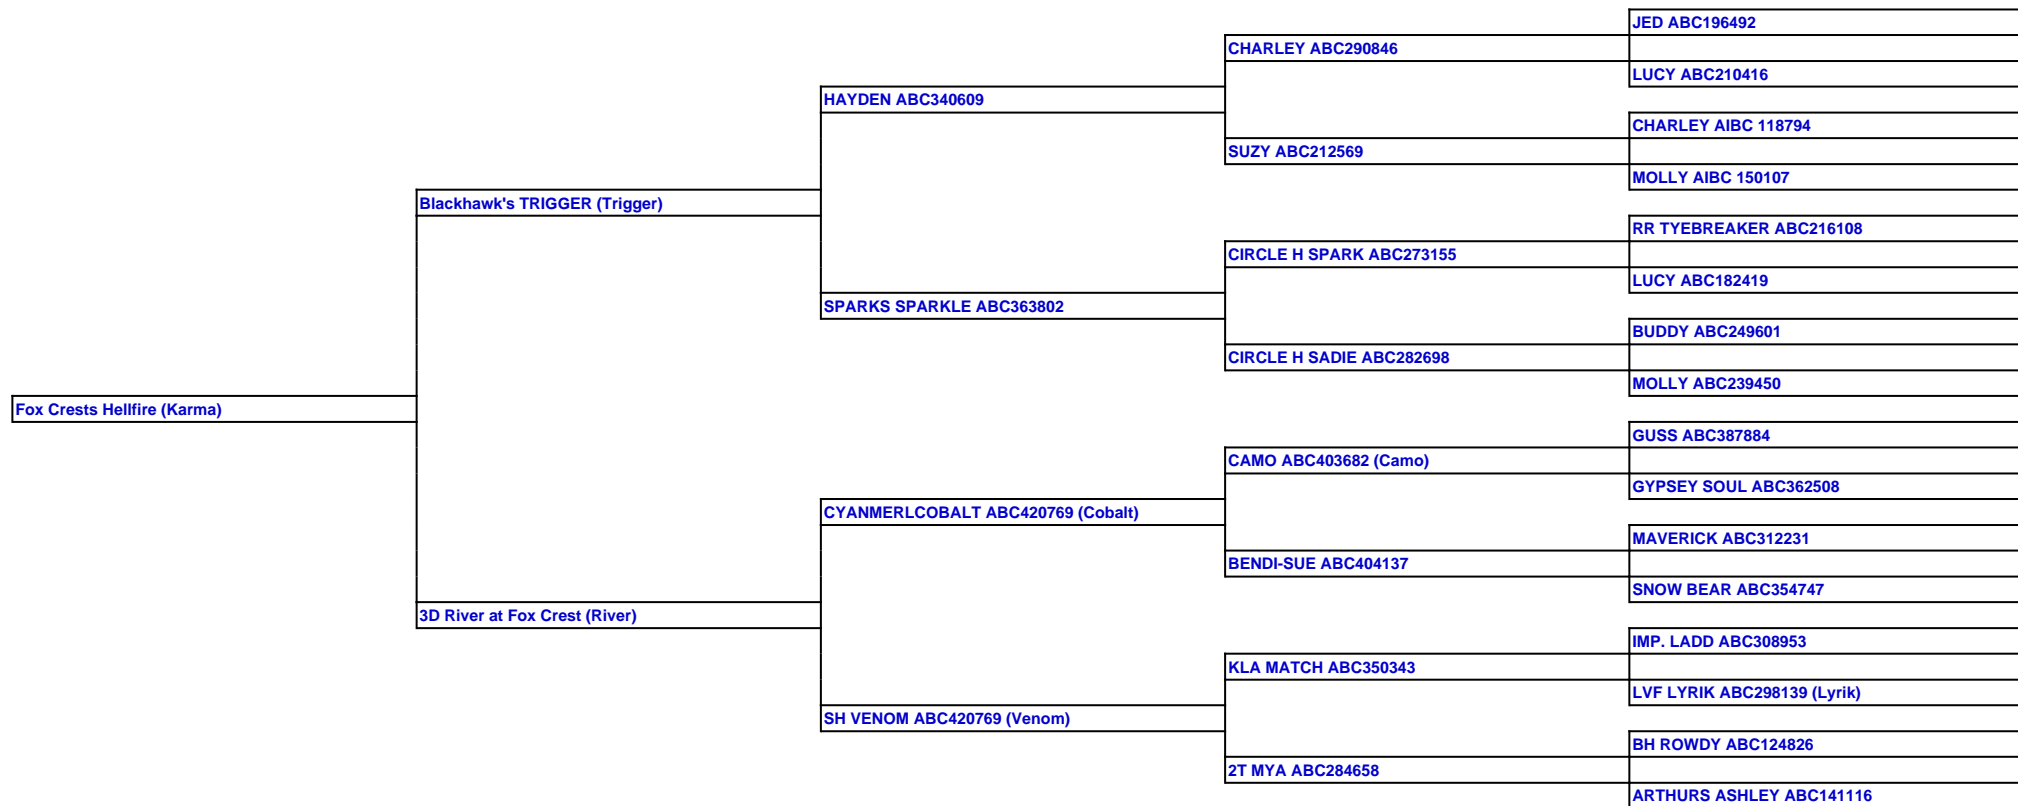 JED ABC196492
CHARLEY ABC290846
LUCY ABC210416
HAYDEN ABC340609
CHARLEY AIBC 118794
SUZY ABC212569
MOLLY AIBC 150107
Blackhawk's TRIGGER (Trigger)
RR TYEBREAKER ABC216108
CIRCLE H SPARK ABC273155
LUCY ABC182419
SPARKS SPARKLE ABC363802
BUDDY ABC249601
CIRCLE H SADIE ABC282698
MOLLY ABC239450
Fox Crests Hellfire (Karma)
GUSS ABC387884
CAMO ABC403682 (Camo)
GYPSEY SOUL ABC362508
CYANMERLCOBALT ABC420769 (Cobalt)
MAVERICK ABC312231
BENDI-SUE ABC404137
SNOW BEAR ABC354747
3D River at Fox Crest (River)
IMP. LADD ABC308953
KLA MATCH ABC350343
LVF LYRIK ABC298139 (Lyrik)
SH VENOM ABC420769 (Venom)
BH ROWDY ABC124826
2T MYA ABC284658
ARTHURS ASHLEY ABC141116